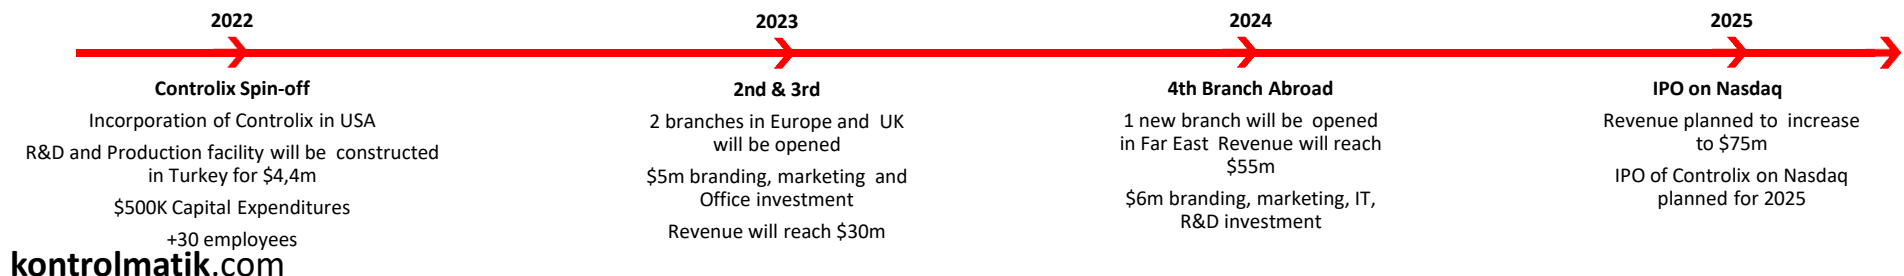 2022
Controlix Spin-off
Incorporation of Controlix in USA
R&D and Production facility will be constructed
in Turkey for $4,4m
$500K Capital Expenditures
+30 employees
2023
2nd & 3rd
2 branches in Europe and UK
will be opened
$5m branding, marketing and
Office investment
Revenue will reach $30m
2024
4th Branch Abroad
1 new branch will be opened
in Far East Revenue will reach
$55m
$6m branding, marketing, IT,
R&D investment
2025
IPO on Nasdaq
Revenue planned to increase
to $75m
IPO of Controlix on Nasdaq
planned for 2025
kontrolmatik.com